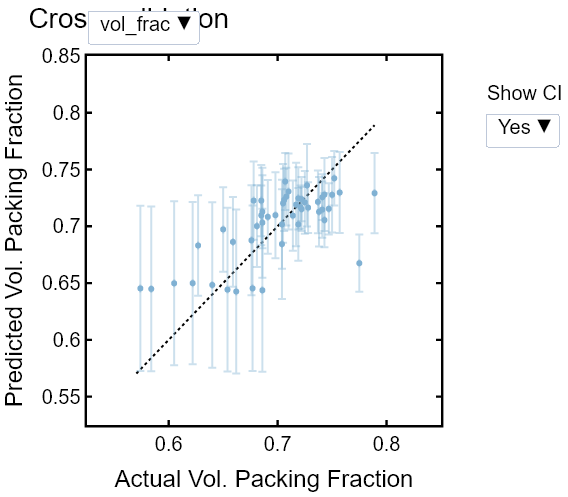 vol_frac ▼
0.85
0.8
0.75
0.7
0.65
0.6
0.55
Predicted Vol. Packing Fraction
0.6 0.7 0.8
Actual Vol. Packing Fraction
Show CI
Yes ▼